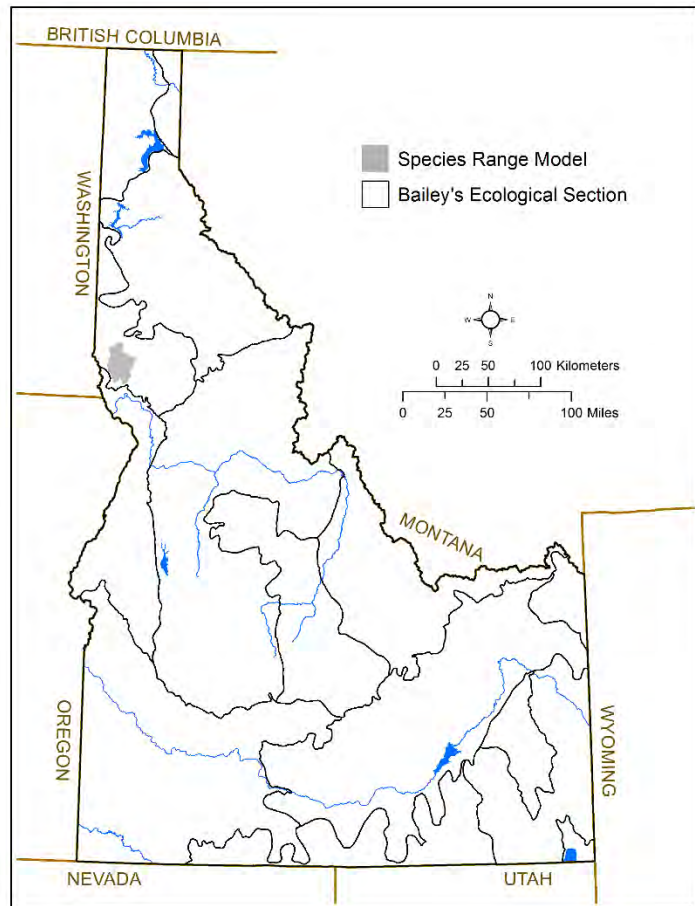 BRITISH COLUMBIA
WASHINGTON
Species Range Model
Bailey's Ecological Section
N
W E
S
0 25 50 100 Kilometers
0 25 50 100 Miles
MONTANA
OREGON
WYOMING
NEVADA
UTAH